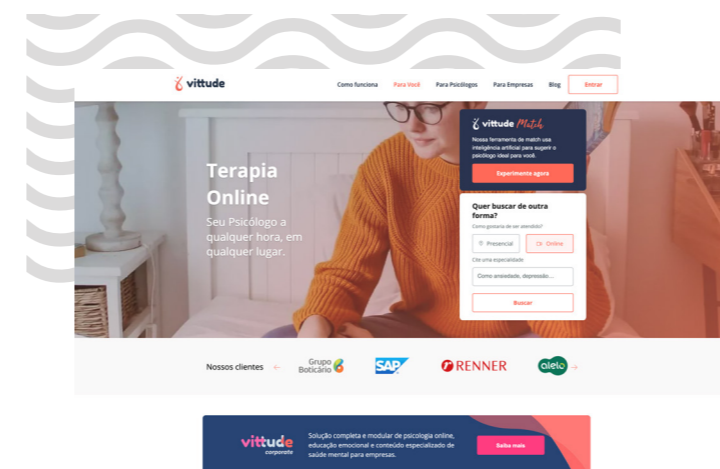 vittude
Como funciona Para Você Para Psicólogos Para Empresas Blog Entrar
Terapia
Online
Seu Psicólogo a
qualquer hora, em
qualquer lugar.
vittude Match
Nossa ferramenta de match usa
inteligência artificial para sugerir o
psicólogo ideal para você.
Experimente agora
Quer buscar de outra
forma?
Como gostaria de ser atendido?
Presencial Online
Cite uma especialidade
Como ansiedade, depressão...
Buscar
Nossos clientes ← Grupo Boticário SAP RENNER alelo →
vittude
corporate
Solução completa e modular de psicologia online,
educação emocional e conteúdo especializado de
saúde mental para empresas.
Saiba mais